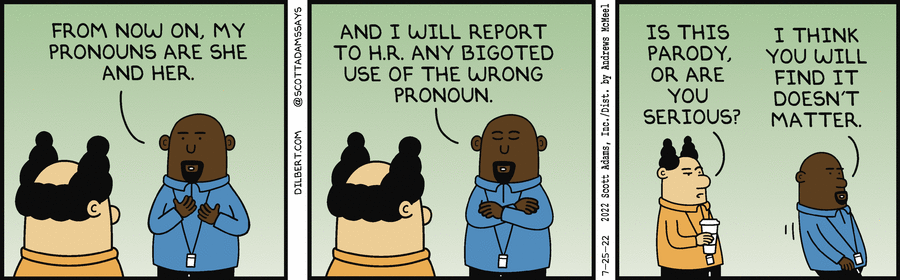 FROM NOW ON, MY
PRONOUNS ARE SHE
AND HER.
DILBERT.COM @SCOTTADAMSSAYS
AND I WILL REPORT
TO H.R. ANY BIGOTED
USE OF THE WRONG
PRONOUN.
7-25-22 2022 Scott Adams, Inc./Dist. by Andrews McMeel
IS THIS
PARODY,
OR ARE
YOU
SERIOUS?
I THINK
YOU WILL
FIND IT
DOESN'T
MATTER.